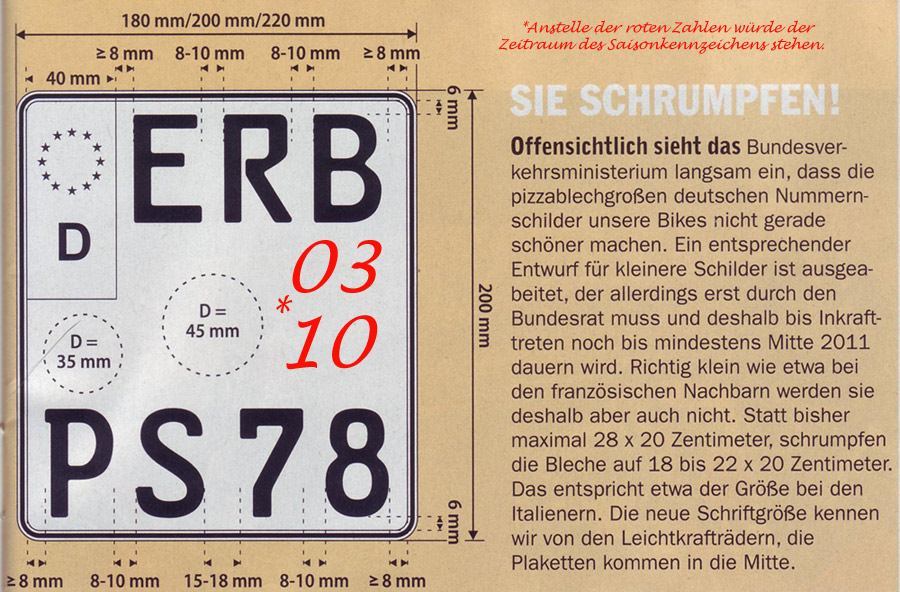 180 mm/200 mm/220 mm
*Anstelle der roten Zahlen würde der
Zeitraum des Saisonkennzeichens stehen.
≥ 8 mm 8-10 mm 8-10 mm ≥ 8 mm
40 mm
6 mm
ERB
D
03
*10
D =
45 mm
D =
35 mm
200 mm
PS78
6 mm
≥ 8 mm 8-10 mm 15-18 mm 8-10 mm ≥ 8 mm
SIE SCHRUMPFEN!
Offensichtlich sieht das Bundesver-
kehrsministerium langsam ein, dass die
pizzablechgroßen deutschen Nummern-
schilder unsere Bikes nicht gerade
schöner machen. Ein entsprechender
Entwurf für kleinere Schilder ist ausgea-
beitet, der allerdings erst durch den
Bundesrat muss und deshalb bis Inkraft-
treten noch bis mindestens Mitte 2011
dauern wird. Richtig klein wie etwa bei
den französischen Nachbarn werden sie
deshalb aber auch nicht. Statt bisher
maximal 28 x 20 Zentimeter, schrumpfen
die Bleche auf 18 bis 22 x 20 Zentimeter.
Das entspricht etwa der Größe bei den
Italienern. Die neue Schriftgröße kennen
wir von den Leichtkrafträdern, die
Plaketten kommen in die Mitte.